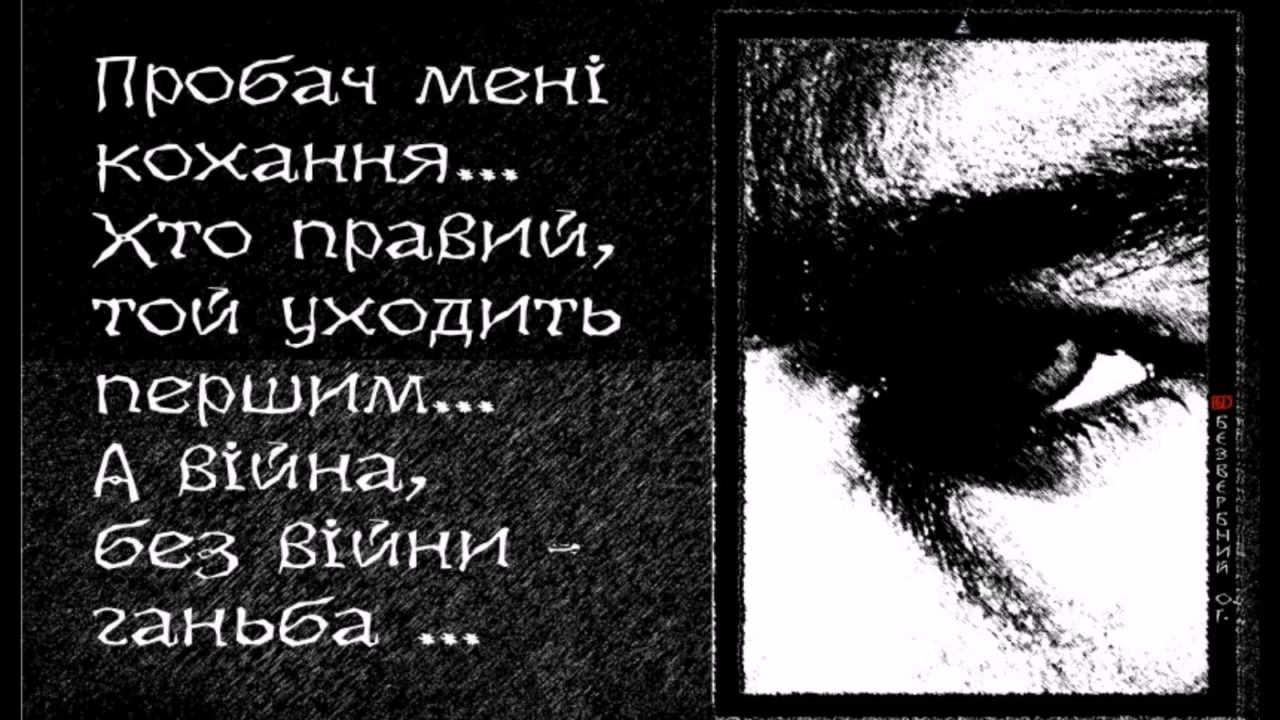 Пробач мені
кохання...
Хто правий,
той уходить
першим...
А війна,
без війни -
ганьба ...
БЕЗВЕРБНИЙ О.Г.